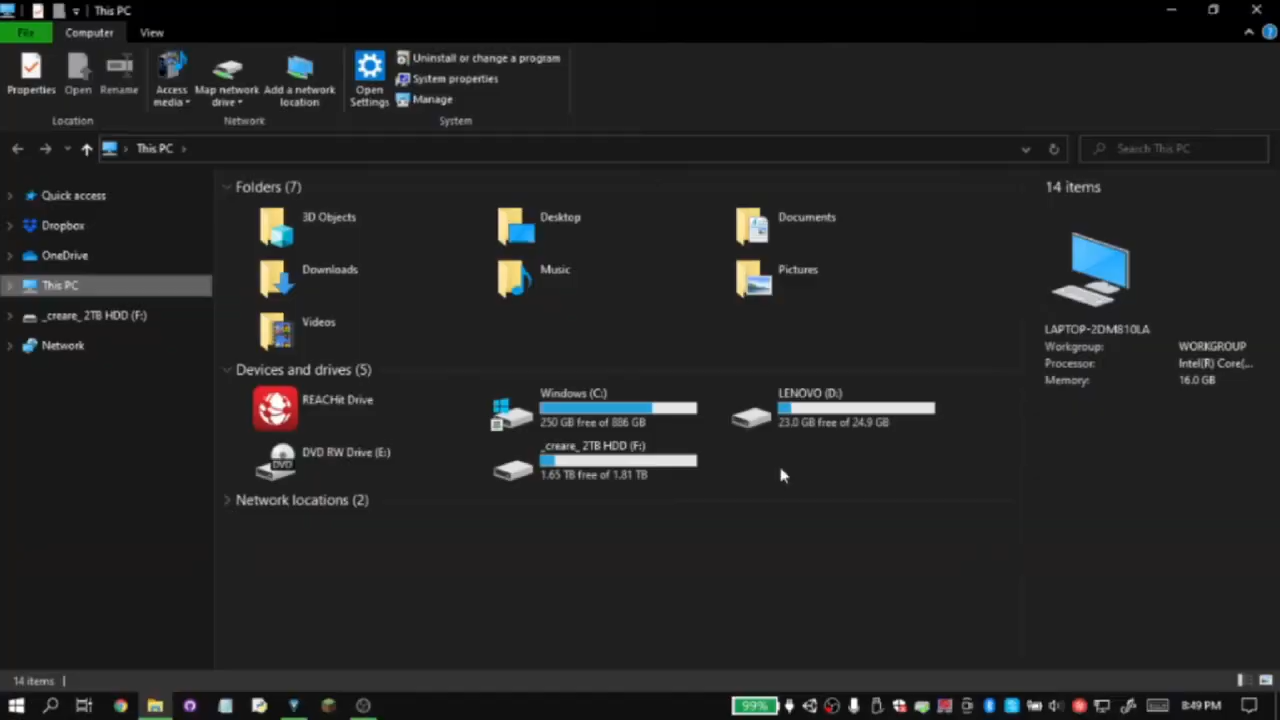 This PC
File
Computer
View
Properties
Open
Rename
Access media
Map network drive
Add a network location
Open Settings
Uninstall or change a program
System properties
Manage
Location
Network
System
This PC
Search This PC
Quick access
Dropbox
OneDrive
This PC
_creare_ 2TB HDD (F:)
Network
Folders (7)
3D Objects
Desktop
Documents
Downloads
Music
Pictures
Videos
Devices and drives (5)
REACHit Drive
Windows (C:)
250 GB free of 886 GB
LENOVO (D:)
23.0 GB free of 24.9 GB
DVD RW Drive (E:)
DVD
_creare_ 2TB HDD (F:)
1.65 TB free of 1.81 TB
Network locations (2)
14 items
LAPTOP-2DM810LA
Workgroup: WORKGROUP
Processor: Intel(R) Core(...
Memory: 16.0 GB
14 items
99%
8:49 PM